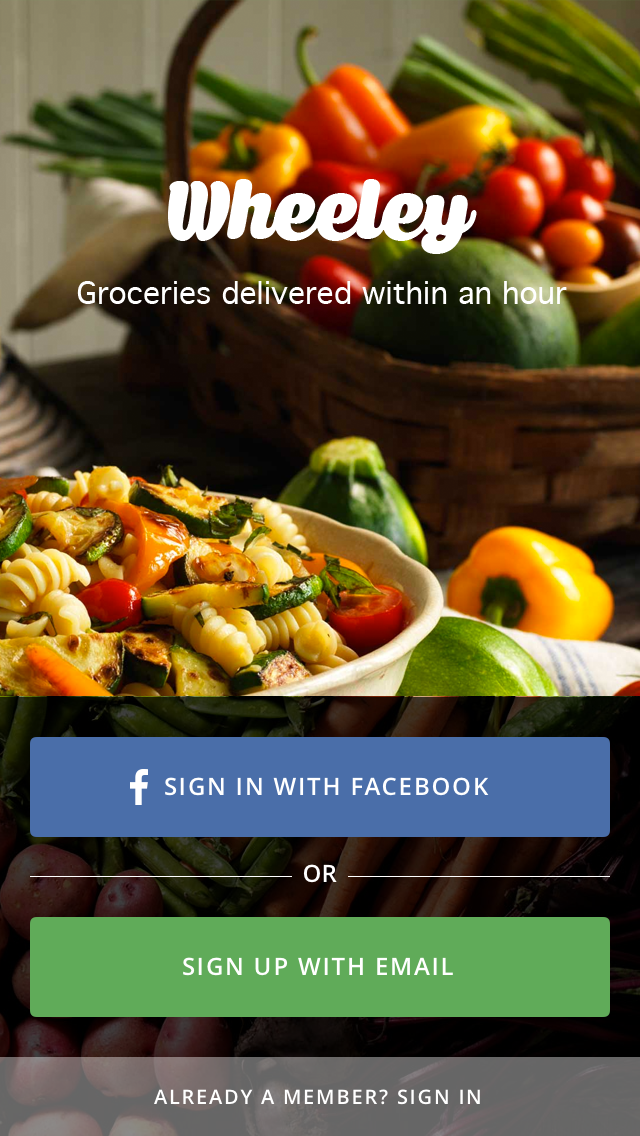 Wheeley
Groceries delivered within an hour
SIGN IN WITH FACEBOOK
OR
SIGN UP WITH EMAIL
ALREADY A MEMBER? SIGN IN